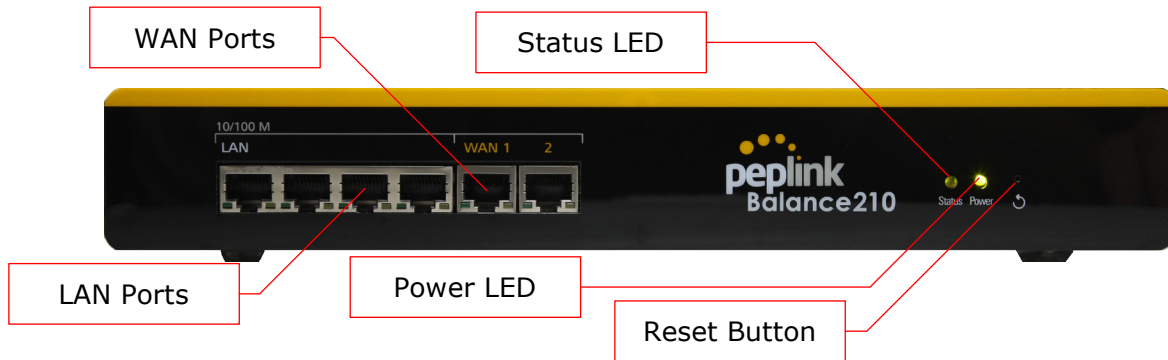 WAN Ports
Status LED
10/100 M
LAN
WAN 1
2
peplink
Balance210
Status
Power
LAN Ports
Power LED
Reset Button